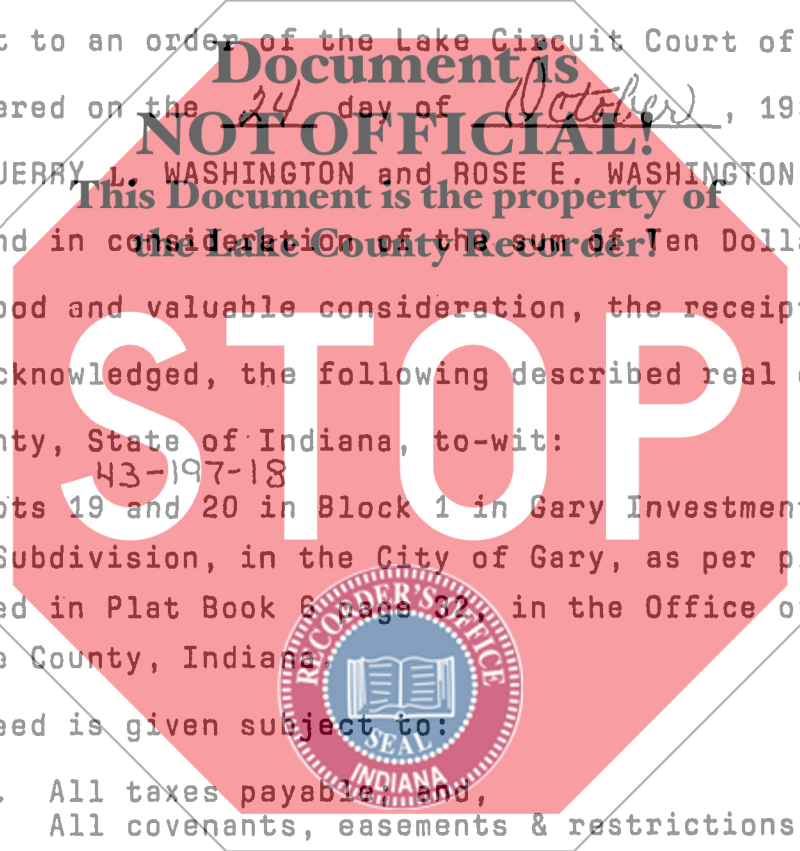 t to an order of the Lake Circuit Court of
Document is
ered on the 24 day of October, 19
NOT OFFICIAL!
JERRY L. WASHINGTON and ROSE E. WASHINGTON
This Document is the property of
nd in consideration of the sum of Ten Dolla
the Lake County Recorder!
ood and valuable consideration, the receip
STOP
cknowledged, the following described real
nty, State of Indiana, to-wit:
43-197-18
ots 19 and 20 in Block 1 in Gary Investmen
Subdivision, in the City of Gary, as per p
ed in Plat Book 6 page 32, in the Office o
e County, Indiana.
RECORDER'S OFFICE
eed is given subject to:
SEAL
INDIANA
. All taxes payable; and,
All covenants, easements & restrictions